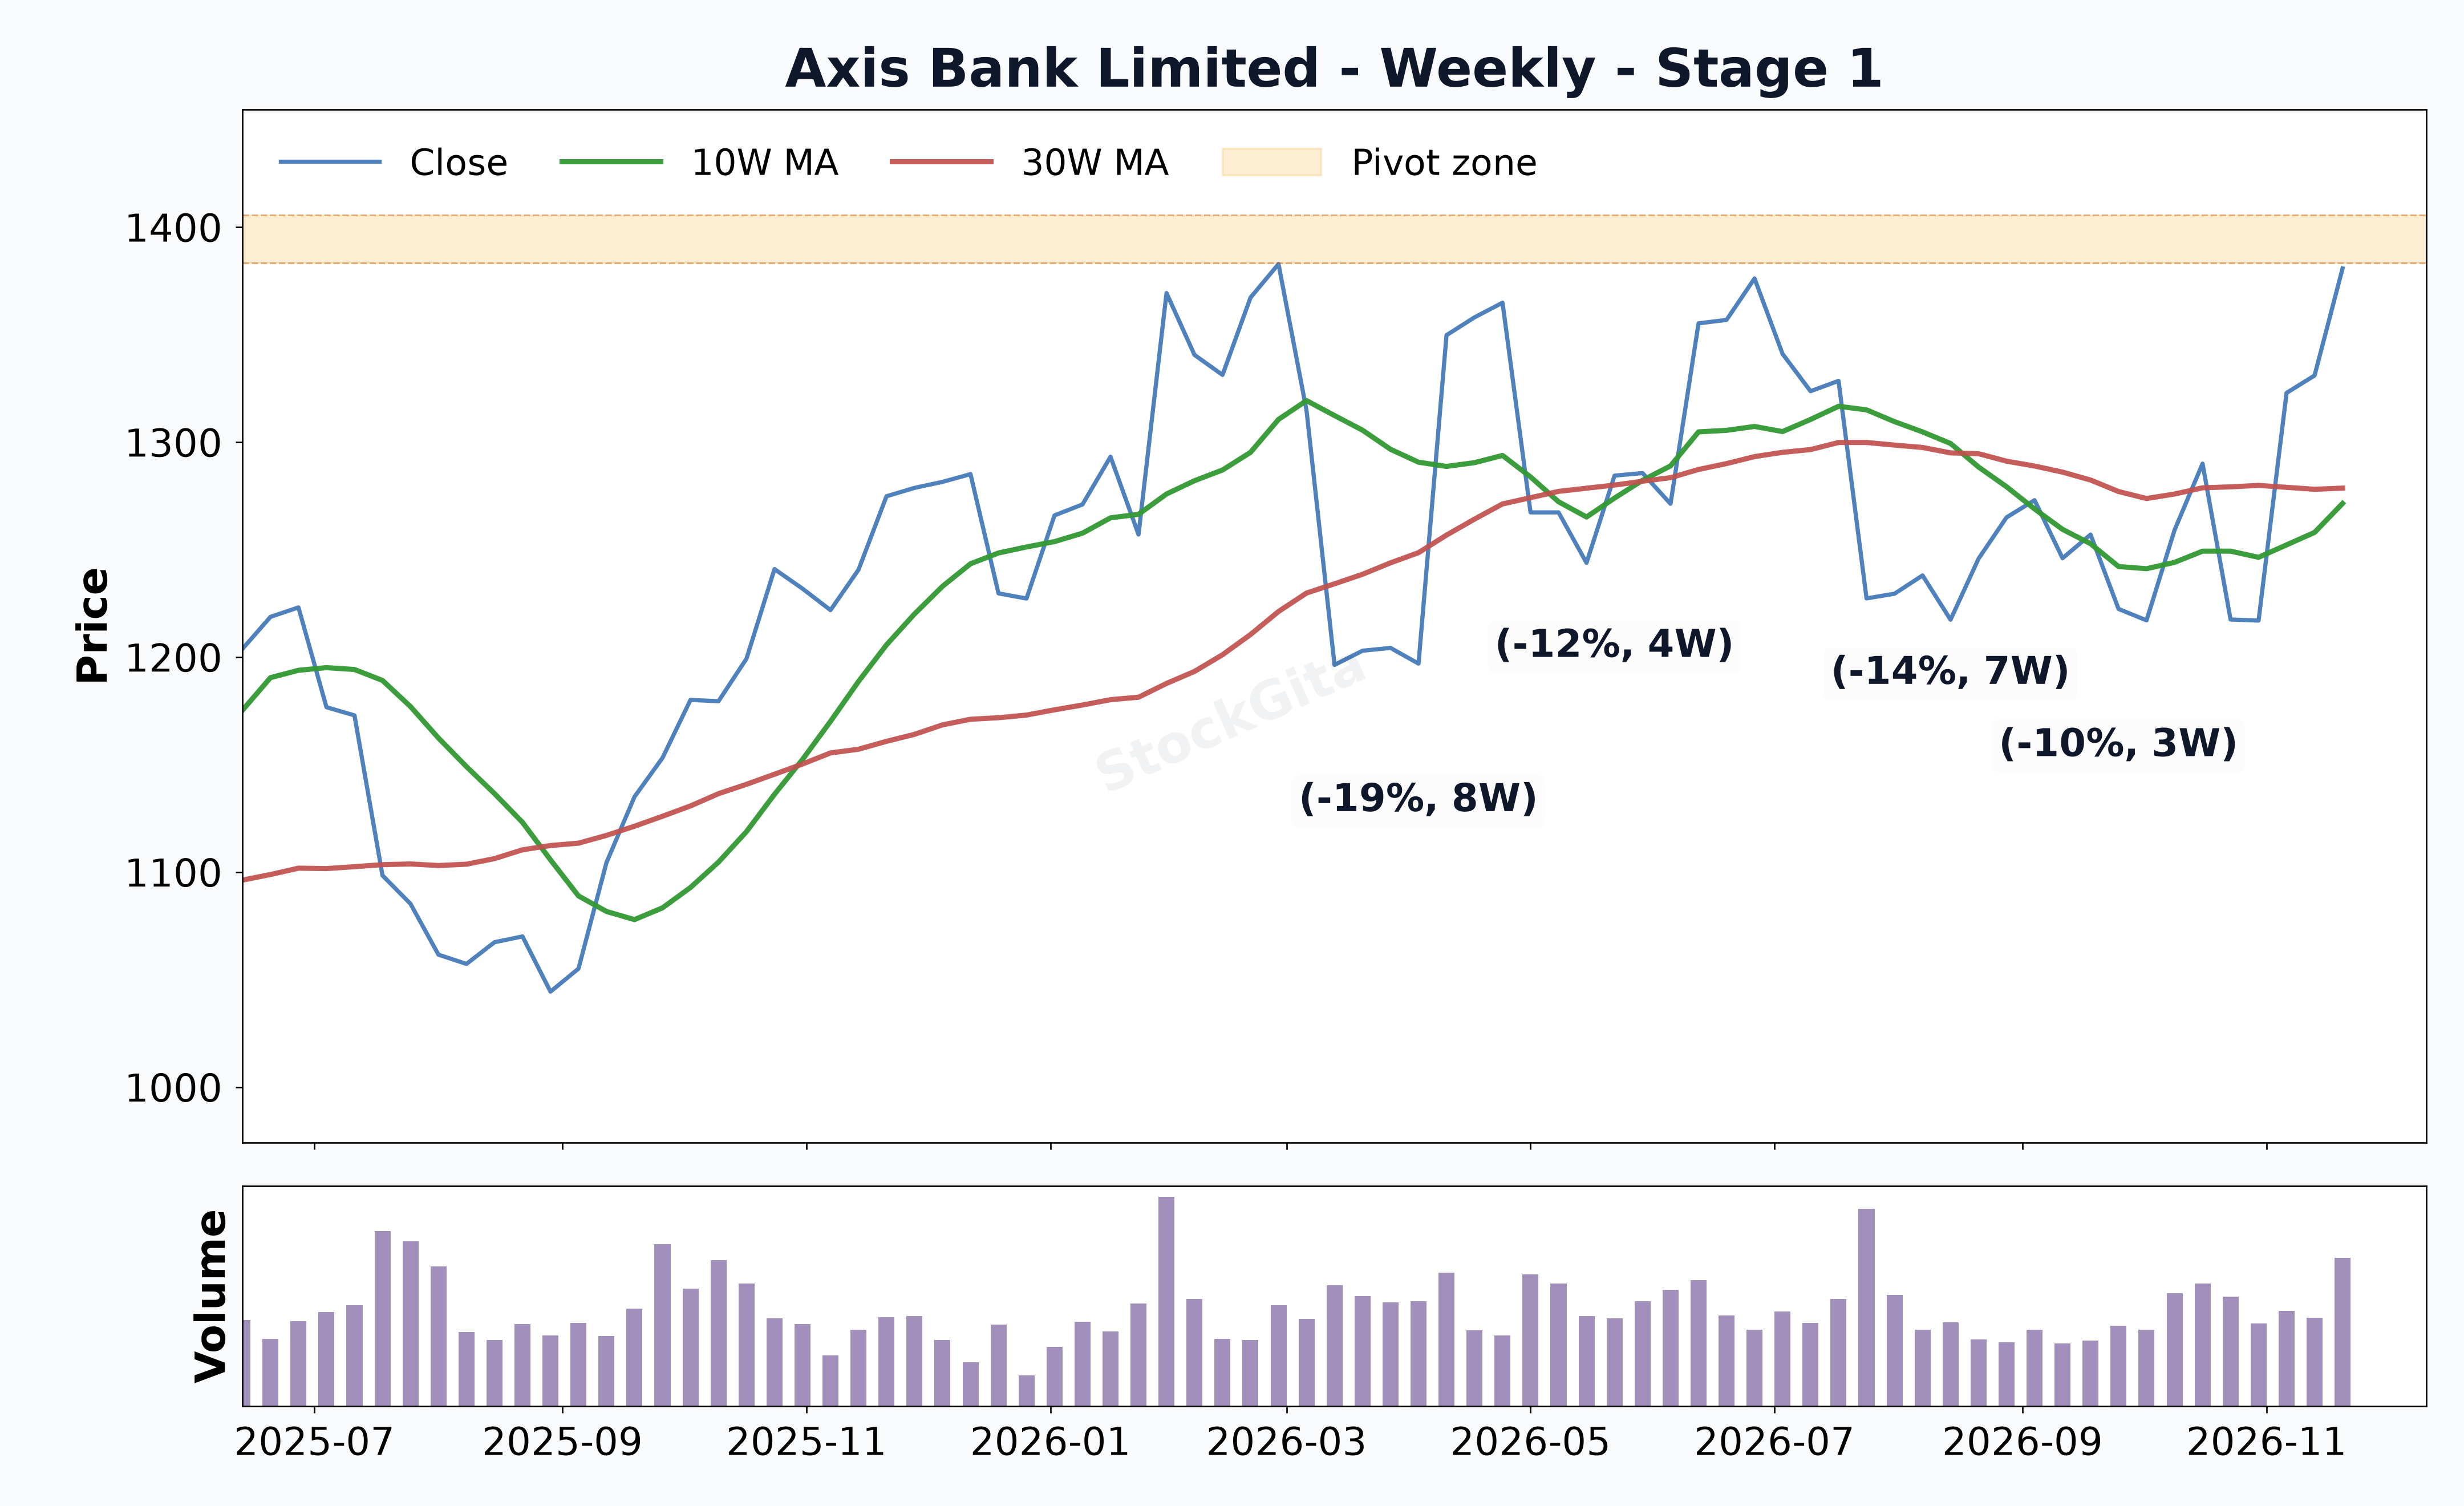 Axis Bank Limited - Weekly - Stage 1
Close
10W MA
30W MA
Pivot zone
1400
1300
1200
1100
1000
Price
(-12%, 4W)
(-14%, 7W)
(-10%, 3W)
(-19%, 8W)
StockGita
Volume
2025-07
2025-09
2025-11
2026-01
2026-03
2026-05
2026-07
2026-09
2026-11